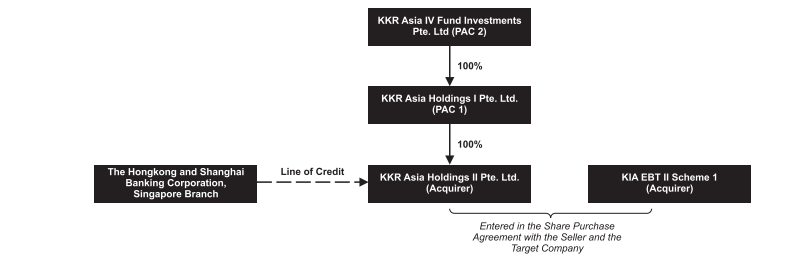 KKR Asia IV Fund Investments
Pte. Ltd (PAC 2)
100%
KKR Asia Holdings I Pte. Ltd.
(PAC 1)
100%
The Hongkong and Shanghai
Banking Corporation,
Singapore Branch
Line of Credit
KKR Asia Holdings II Pte. Ltd.
(Acquirer)
KIA EBT II Scheme 1
(Acquirer)
Entered in the Share Purchase
Agreement with the Seller and the
Target Company